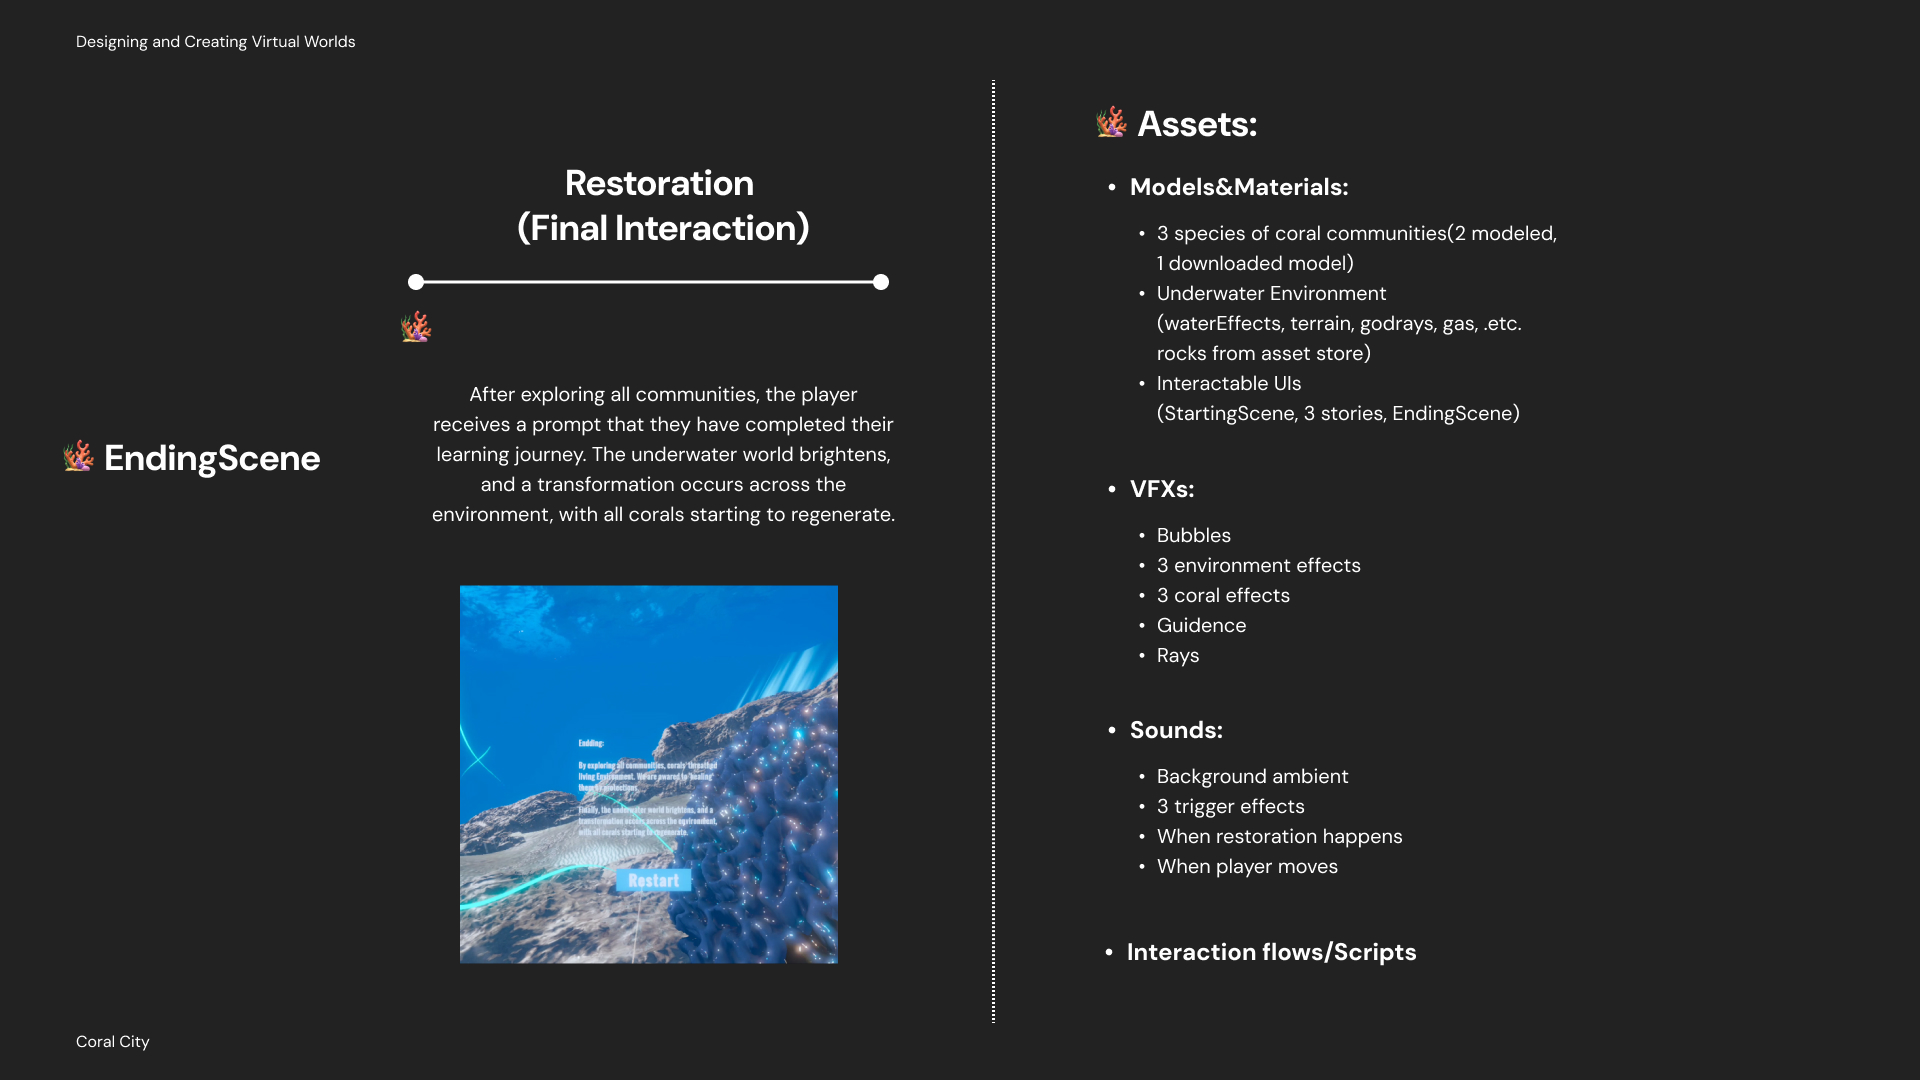 Designing and Creating Virtual Worlds
EndingScene
Restoration
(Final Interaction)
After exploring all communities, the player
receives a prompt that they have completed their
learning journey. The underwater world brightens,
and a transformation occurs across the
environment, with all corals starting to regenerate.
Endding:
By exploring all communities, corals' threatied
living Environment. We are awared to 'healing'
them by protections.
Finally, the underwater world brightens, and a
transformation occurs across the environment,
with all corals starting to regenerate.
Restart
Assets:
• Models&Materials:
• 3 species of coral communities(2 modeled,
1 downloaded model)
• Underwater Environment
(waterEffects, terrain, godrays, gas, .etc.
rocks from asset store)
• Interactable UIs
(StartingScene, 3 stories, EndingScene)
• VFXs:
• Bubbles
• 3 environment effects
• 3 coral effects
• Guidence
• Rays
• Sounds:
• Background ambient
• 3 trigger effects
• When restoration happens
• When player moves
• Interaction flows/Scripts
Coral City